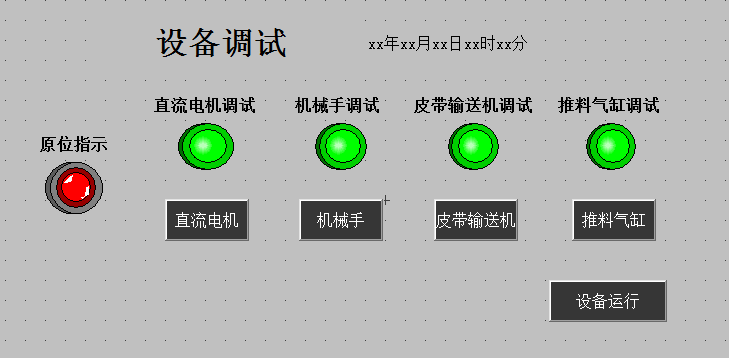 设备调试
xx年xx月xx日xx时xx分
直流电机调试
机械手调试
皮带输送机调试
推料气缸调试
原位指示
直流电机
机械手
皮带输送机
推料气缸
设备运行